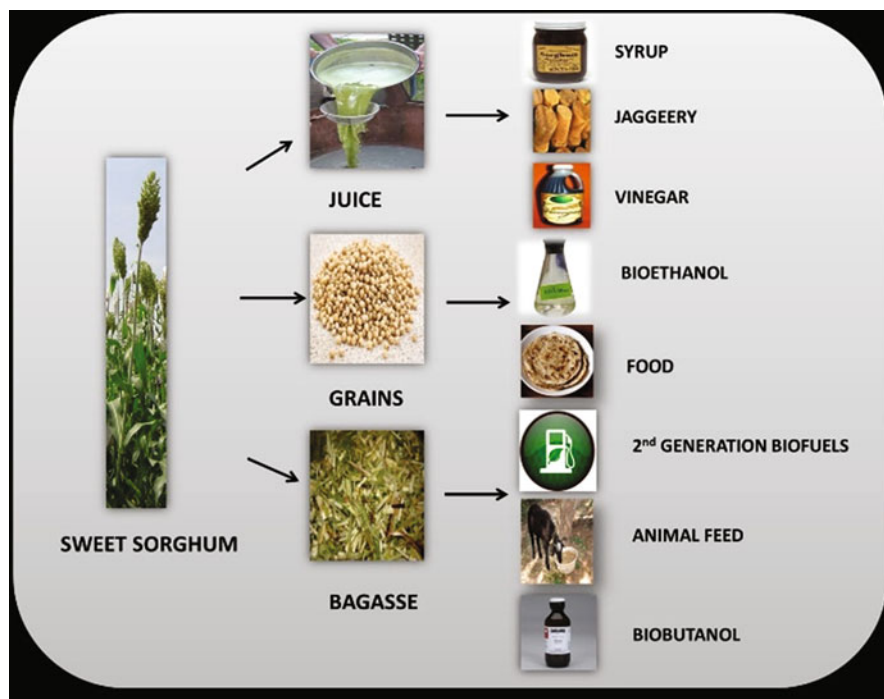 SYRUP
JAGGEERY
JUICE
VINEGAR
BIOETHANOL
GRAINS
FOOD
2nd GENERATION BIOFUELS
SWEET SORGHUM
ANIMAL FEED
BAGASSE
BIOBUTANOL